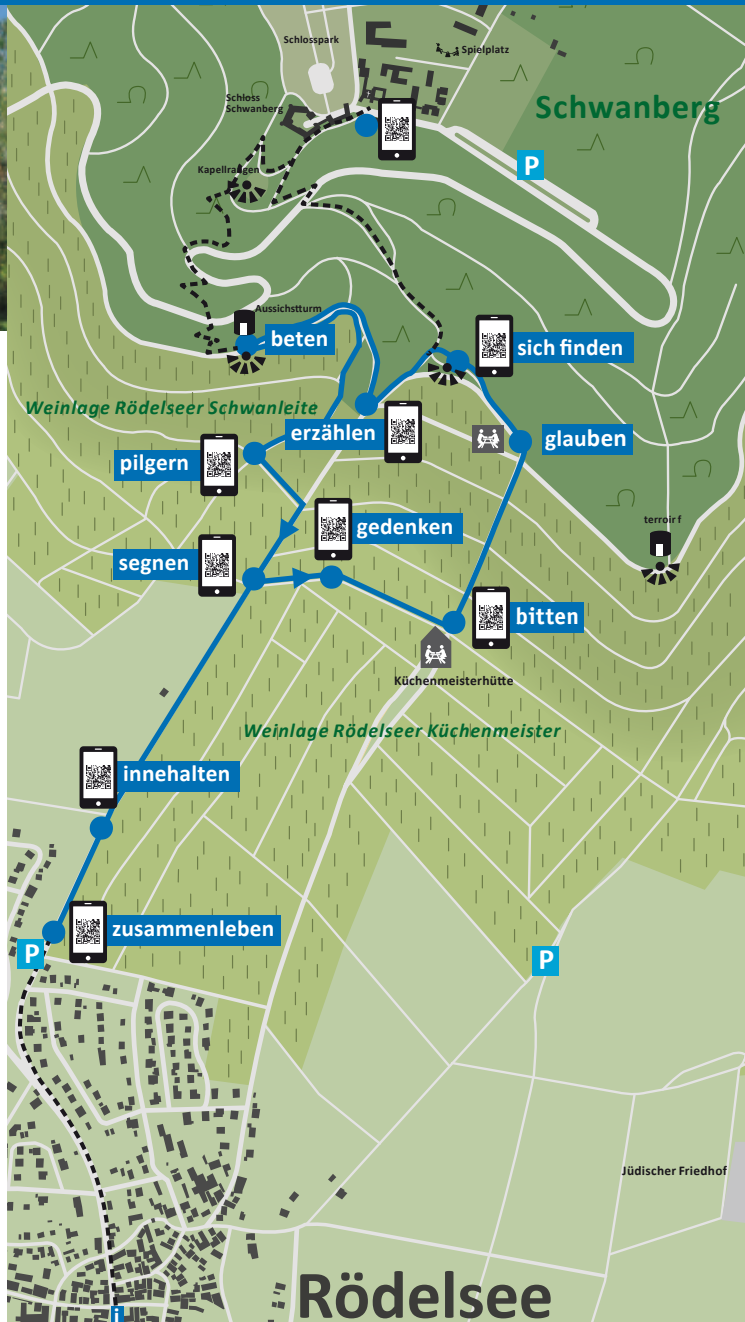 Schlosspark
Spielplatz
Schloss
Schwanberg
Schwanberg
P
Kapellrangen
Aussichtturm
beten
sich finden
Weinlage Rödelseer Schwanleite
erzählen
glauben
pilgern
gedenken
terroir f
segnen
bitten
Küchenmeisterhütte
Weinlage Rödelseer Küchenmeister
innehalten
zusammenleben
P
P
Jüdischer Friedhof
Rödelsee
i